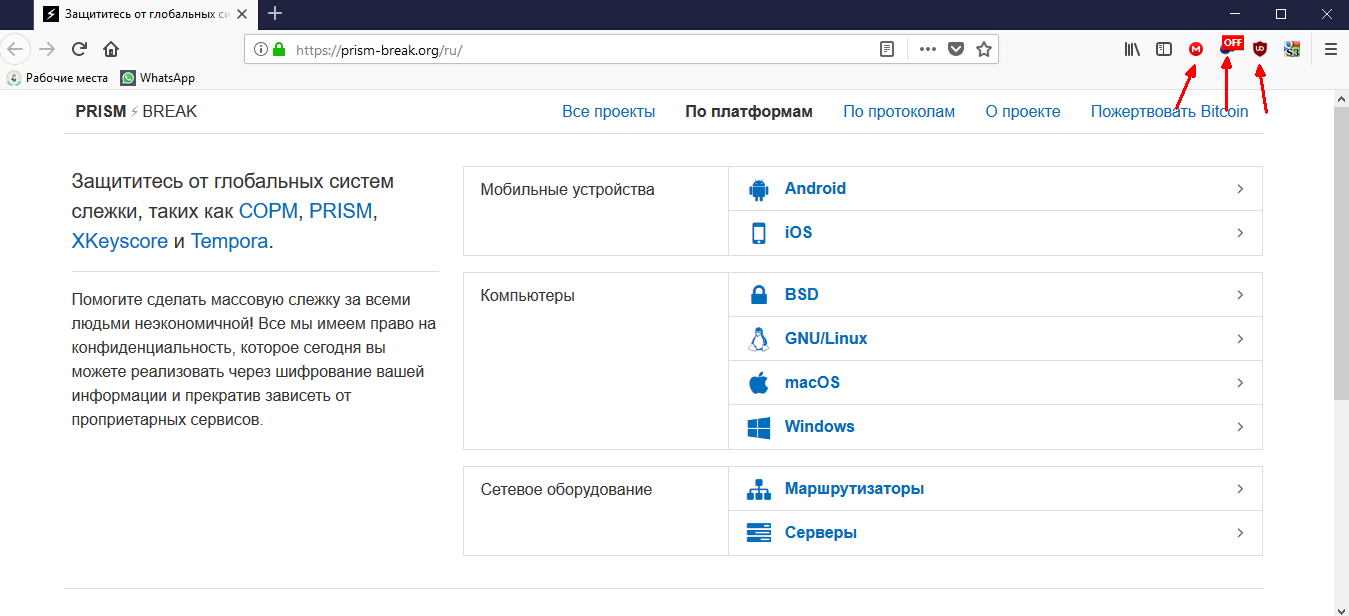 Защититесь от глобальных си
https://prism-break.org/ru/
OFF
Рабочие места
WhatsApp
PRISM ⚡ BREAK
Все проекты
По платформам
По протоколам
О проекте
Пожертвовать Bitcoin
Защититесь от глобальных систем
слежки, таких как СОРМ, PRISM,
XKeyscore и Tempora.
Помогите сделать массовую слежку за всеми
людьми неэкономичной! Все мы имеем право на
конфиденциальность, которое сегодня вы
можете реализовать через шифрование вашей
информации и прекратив зависеть от
проприетарных сервисов.
Мобильные устройства
Android
iOS
Компьютеры
BSD
GNU/Linux
macOS
Windows
Сетевое оборудование
Маршрутизаторы
Серверы